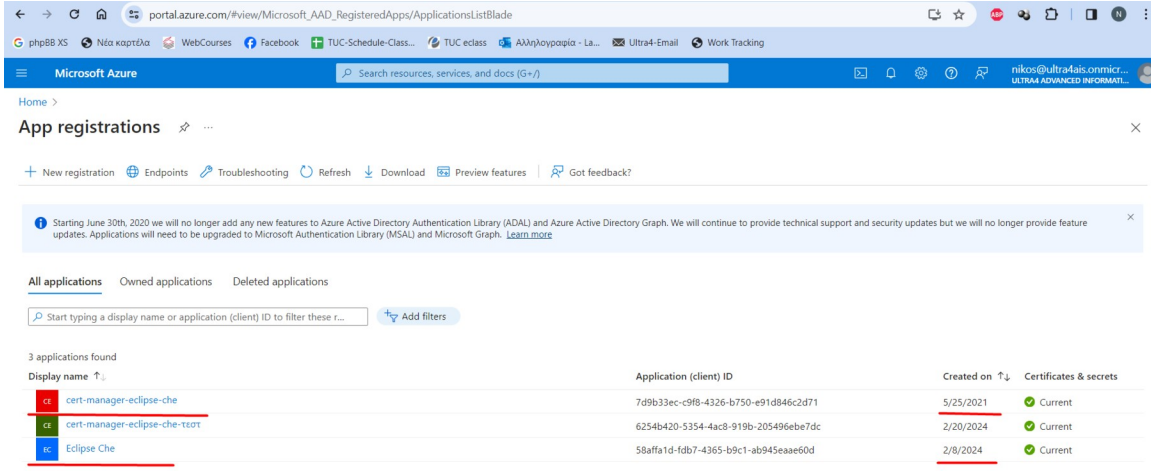 portal.azure.com/#view/Microsoft_AAD_RegisteredApps/ApplicationsListBlade
ABP
N
phpBB XS Νέα καρτέλα WebCourses Facebook TUC-Schedule-Class... TUC eclass Αλληλογραφία - La... Ultra4-Email Work Tracking
Microsoft Azure
Search resources, services, and docs (G+/)
nikos@ultra4ais.onmicr...
ULTRA4 ADVANCED INFORMATI...
Home >
App registrations ...
New registration Endpoints Troubleshooting Refresh Download Preview features Got feedback?
Starting June 30th, 2020 we will no longer add any new features to Azure Active Directory Authentication Library (ADAL) and Azure Active Directory Graph. We will continue to provide technical support and security updates but we will no longer provide feature
updates. Applications will need to be upgraded to Microsoft Authentication Library (MSAL) and Microsoft Graph. Learn more
All applications Owned applications Deleted applications
Start typing a display name or application (client) ID to filter these r...
Add filters
3 applications found
Display name Application (client) ID Created on Certificates & secrets
CE cert-manager-eclipse-che 7d9b33ec-c9f8-4326-b750-e91d846c2d71 5/25/2021 Current
CE cert-manager-eclipse-che-τεστ 6254b420-5354-4ac8-919b-205496ebe7dc 2/20/2024 Current
EC Eclipse Che 58affa1d-fdb7-4365-b9c1-ab945eaae60d 2/8/2024 Current